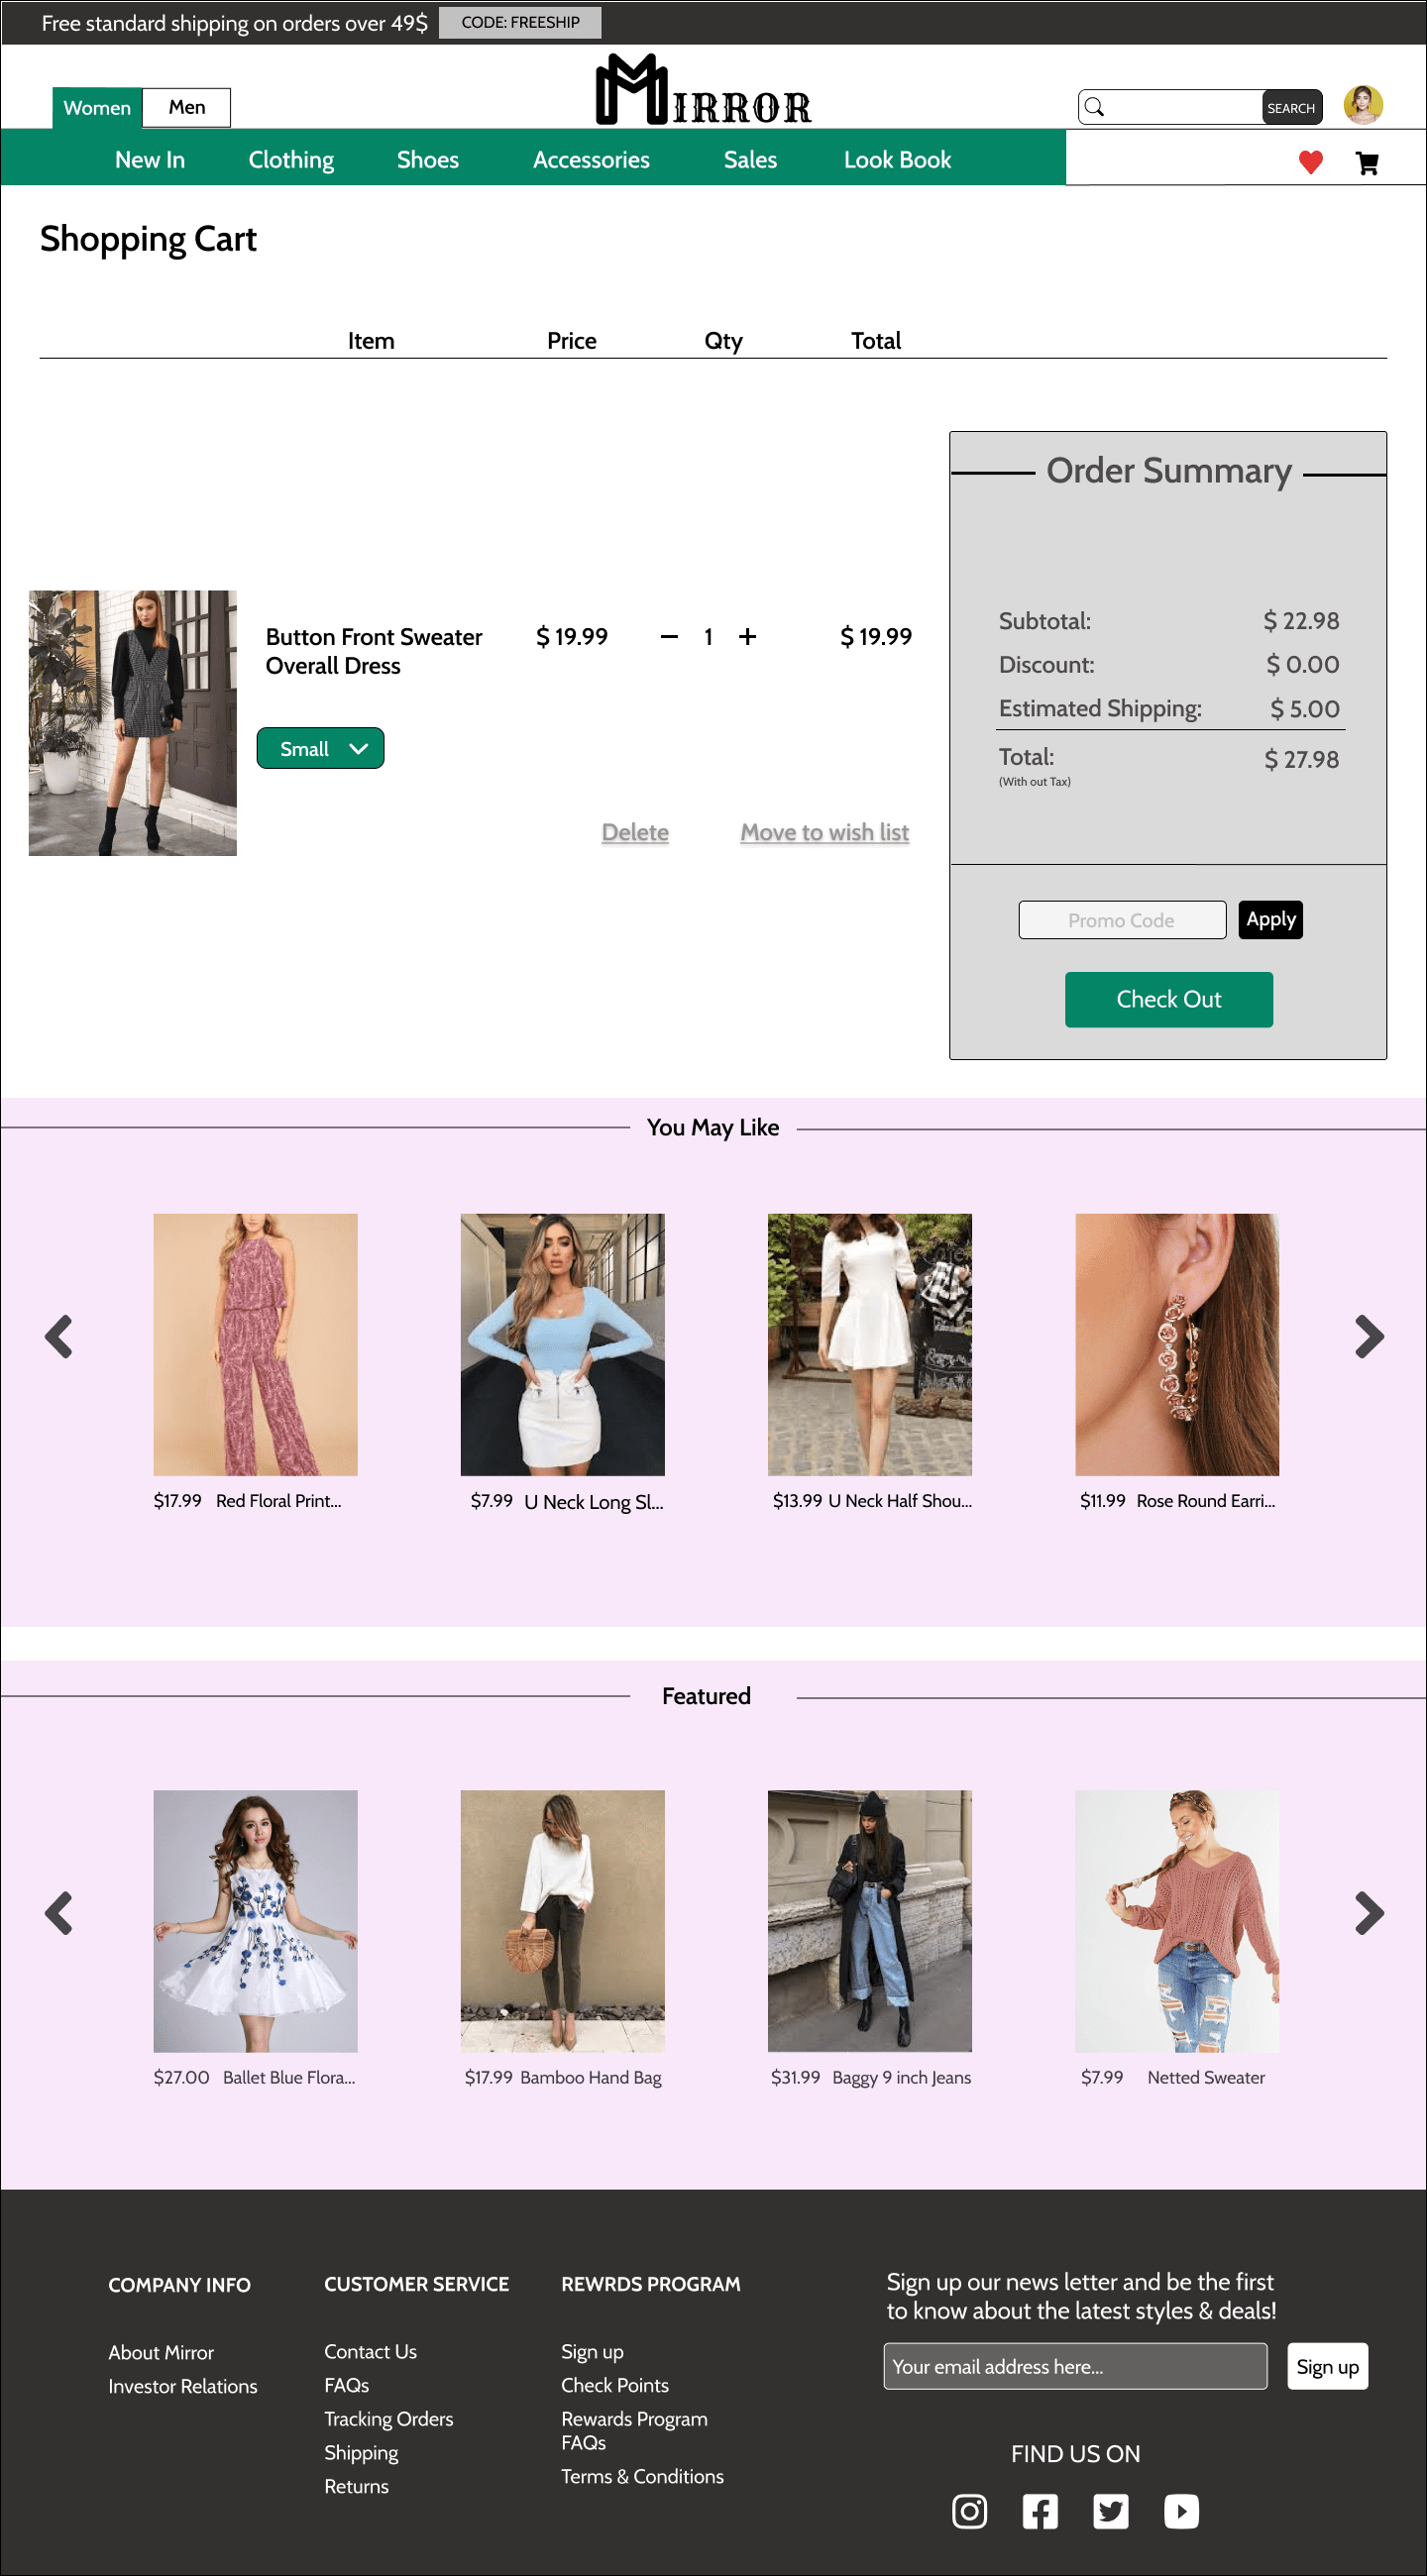 Free standard shipping on orders over 49$ CODE: FREESHIP
MIRROR
Women Men SEARCH
New In Clothing Shoes Accessories Sales Look Book
Shopping Cart
Item Price Qty Total
Order Summary
Button Front Sweater
Overall Dress
$ 19.99 1 $ 19.99
Small
Delete Move to wish list
Subtotal: $ 22.98
Discount: $ 0.00
Estimated Shipping: $ 5.00
Total: $ 27.98
(With out Tax)
Promo Code Apply
Check Out
You May Like
$17.99 Red Floral Print...
$7.99 U Neck Long Sl...
$13.99 U Neck Half Shou...
$11.99 Rose Round Earri...
Featured
$27.00 Ballet Blue Flora...
$17.99 Bamboo Hand Bag
$31.99 Baggy 9 inch Jeans
$7.99 Netted Sweater
COMPANY INFO
About Mirror
Investor Relations
CUSTOMER SERVICE
Contact Us
FAQs
Tracking Orders
Shipping
Returns
REWRDS PROGRAM
Sign up
Check Points
Rewards Program
FAQs
Terms & Conditions
Sign up our news letter and be the first
to know about the latest styles & deals!
Your email address here... Sign up
FIND US ON